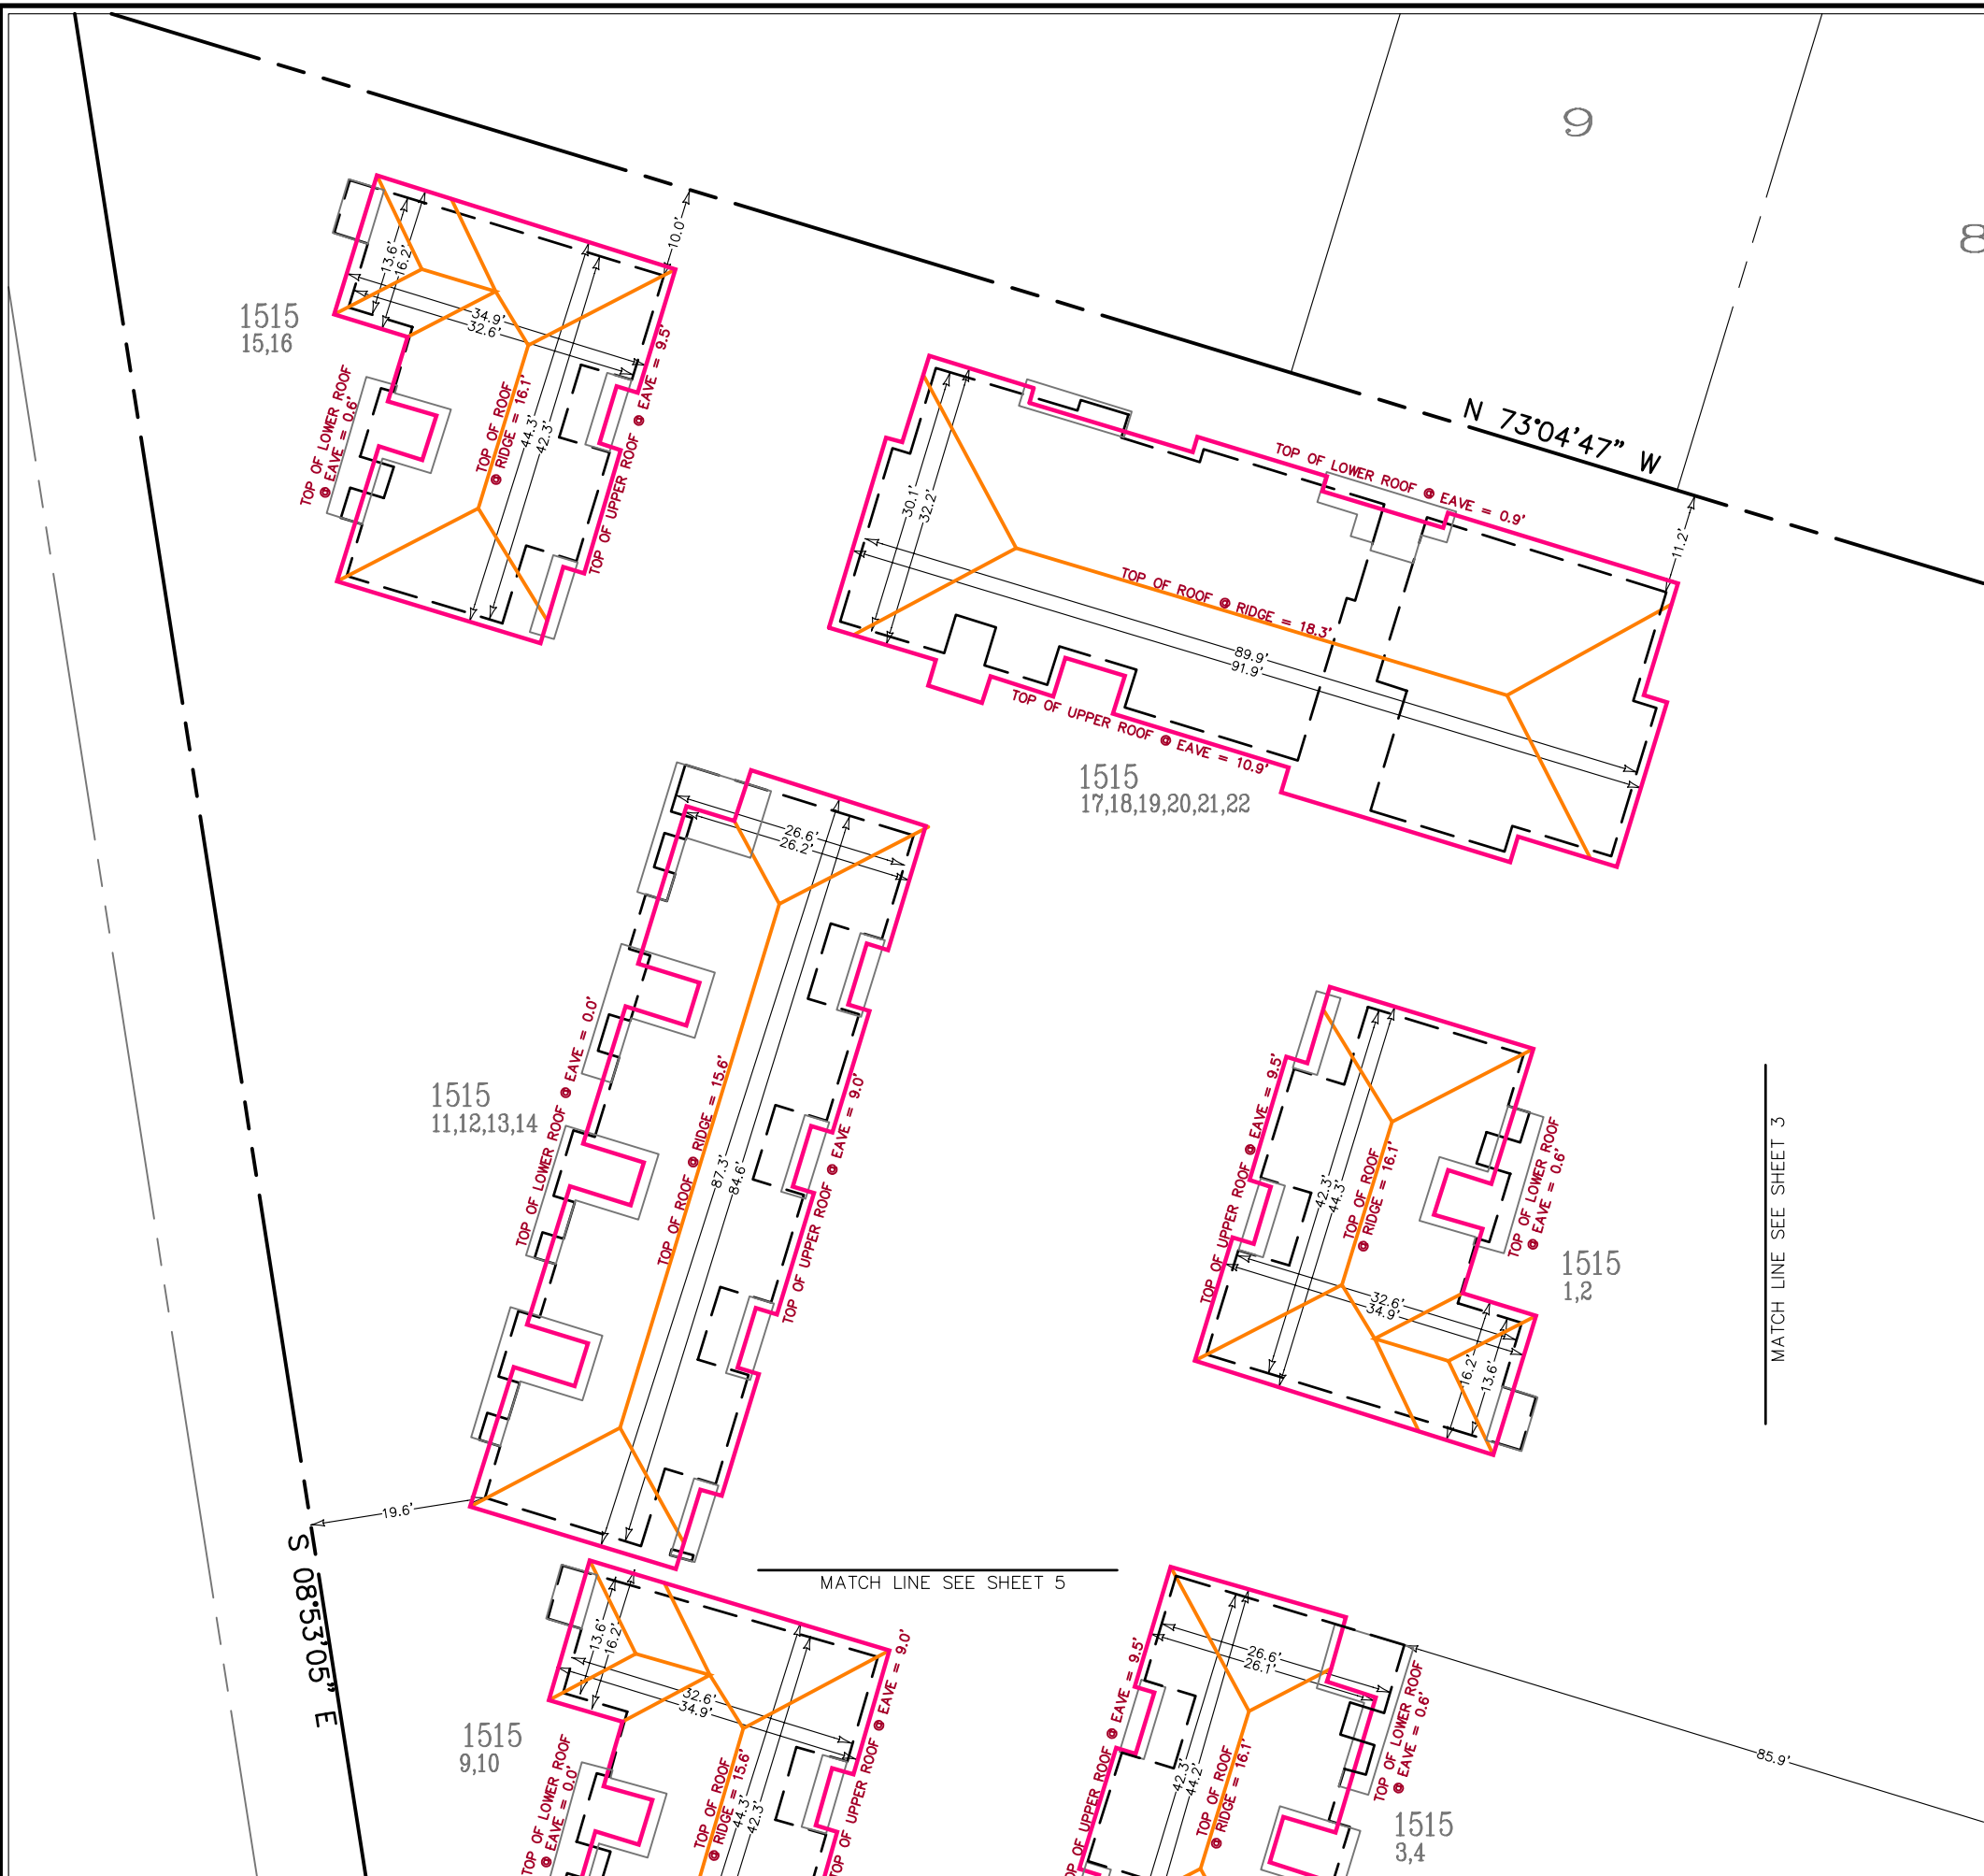 9
8
N 73°04'47" W
10.0'
11.2'
13.6'
16.2'
34.9'
32.6'
1515
15,16
TOP OF LOWER ROOF
@ EAVE = 0.6'
TOP OF ROOF
@ RIDGE = 16.1'
44.3'
42.3'
TOP OF UPPER ROOF @ EAVE = 9.5'
30.1'
32.2'
TOP OF LOWER ROOF @ EAVE = 0.9'
TOP OF ROOF @ RIDGE = 18.3'
89.9'
91.9'
TOP OF UPPER ROOF @ EAVE = 10.9'
1515
17,18,19,20,21,22
26.6'
26.2'
1515
11,12,13,14
TOP OF LOWER ROOF @ EAVE = 0.0'
TOP OF ROOF @ RIDGE = 15.6'
87.3'
84.6'
TOP OF UPPER ROOF @ EAVE = 9.0'
TOP OF UPPER ROOF @ EAVE = 9.5'
42.3'
44.3'
TOP OF ROOF
@ RIDGE = 16.1'
TOP OF LOWER ROOF
@ EAVE = 0.6'
1515
1,2
32.6'
34.9'
16.2'
13.6'
MATCH LINE SEE SHEET 3
19.6'
S 08°53'05" E
MATCH LINE SEE SHEET 5
13.6'
16.2'
32.6'
34.9'
1515
9,10
TOP OF LOWER ROOF
@ EAVE = 0.0'
TOP OF ROOF
@ RIDGE = 15.6'
44.3'
42.3'
TOP OF UPPER ROOF @ EAVE = 9.0'
TOP OF UPPER ROOF @ EAVE = 9.5'
26.6'
26.1'
42.3'
44.2'
TOP OF ROOF
@ RIDGE = 16.1'
TOP OF LOWER ROOF
@ EAVE = 0.6'
1515
3,4
85.9'